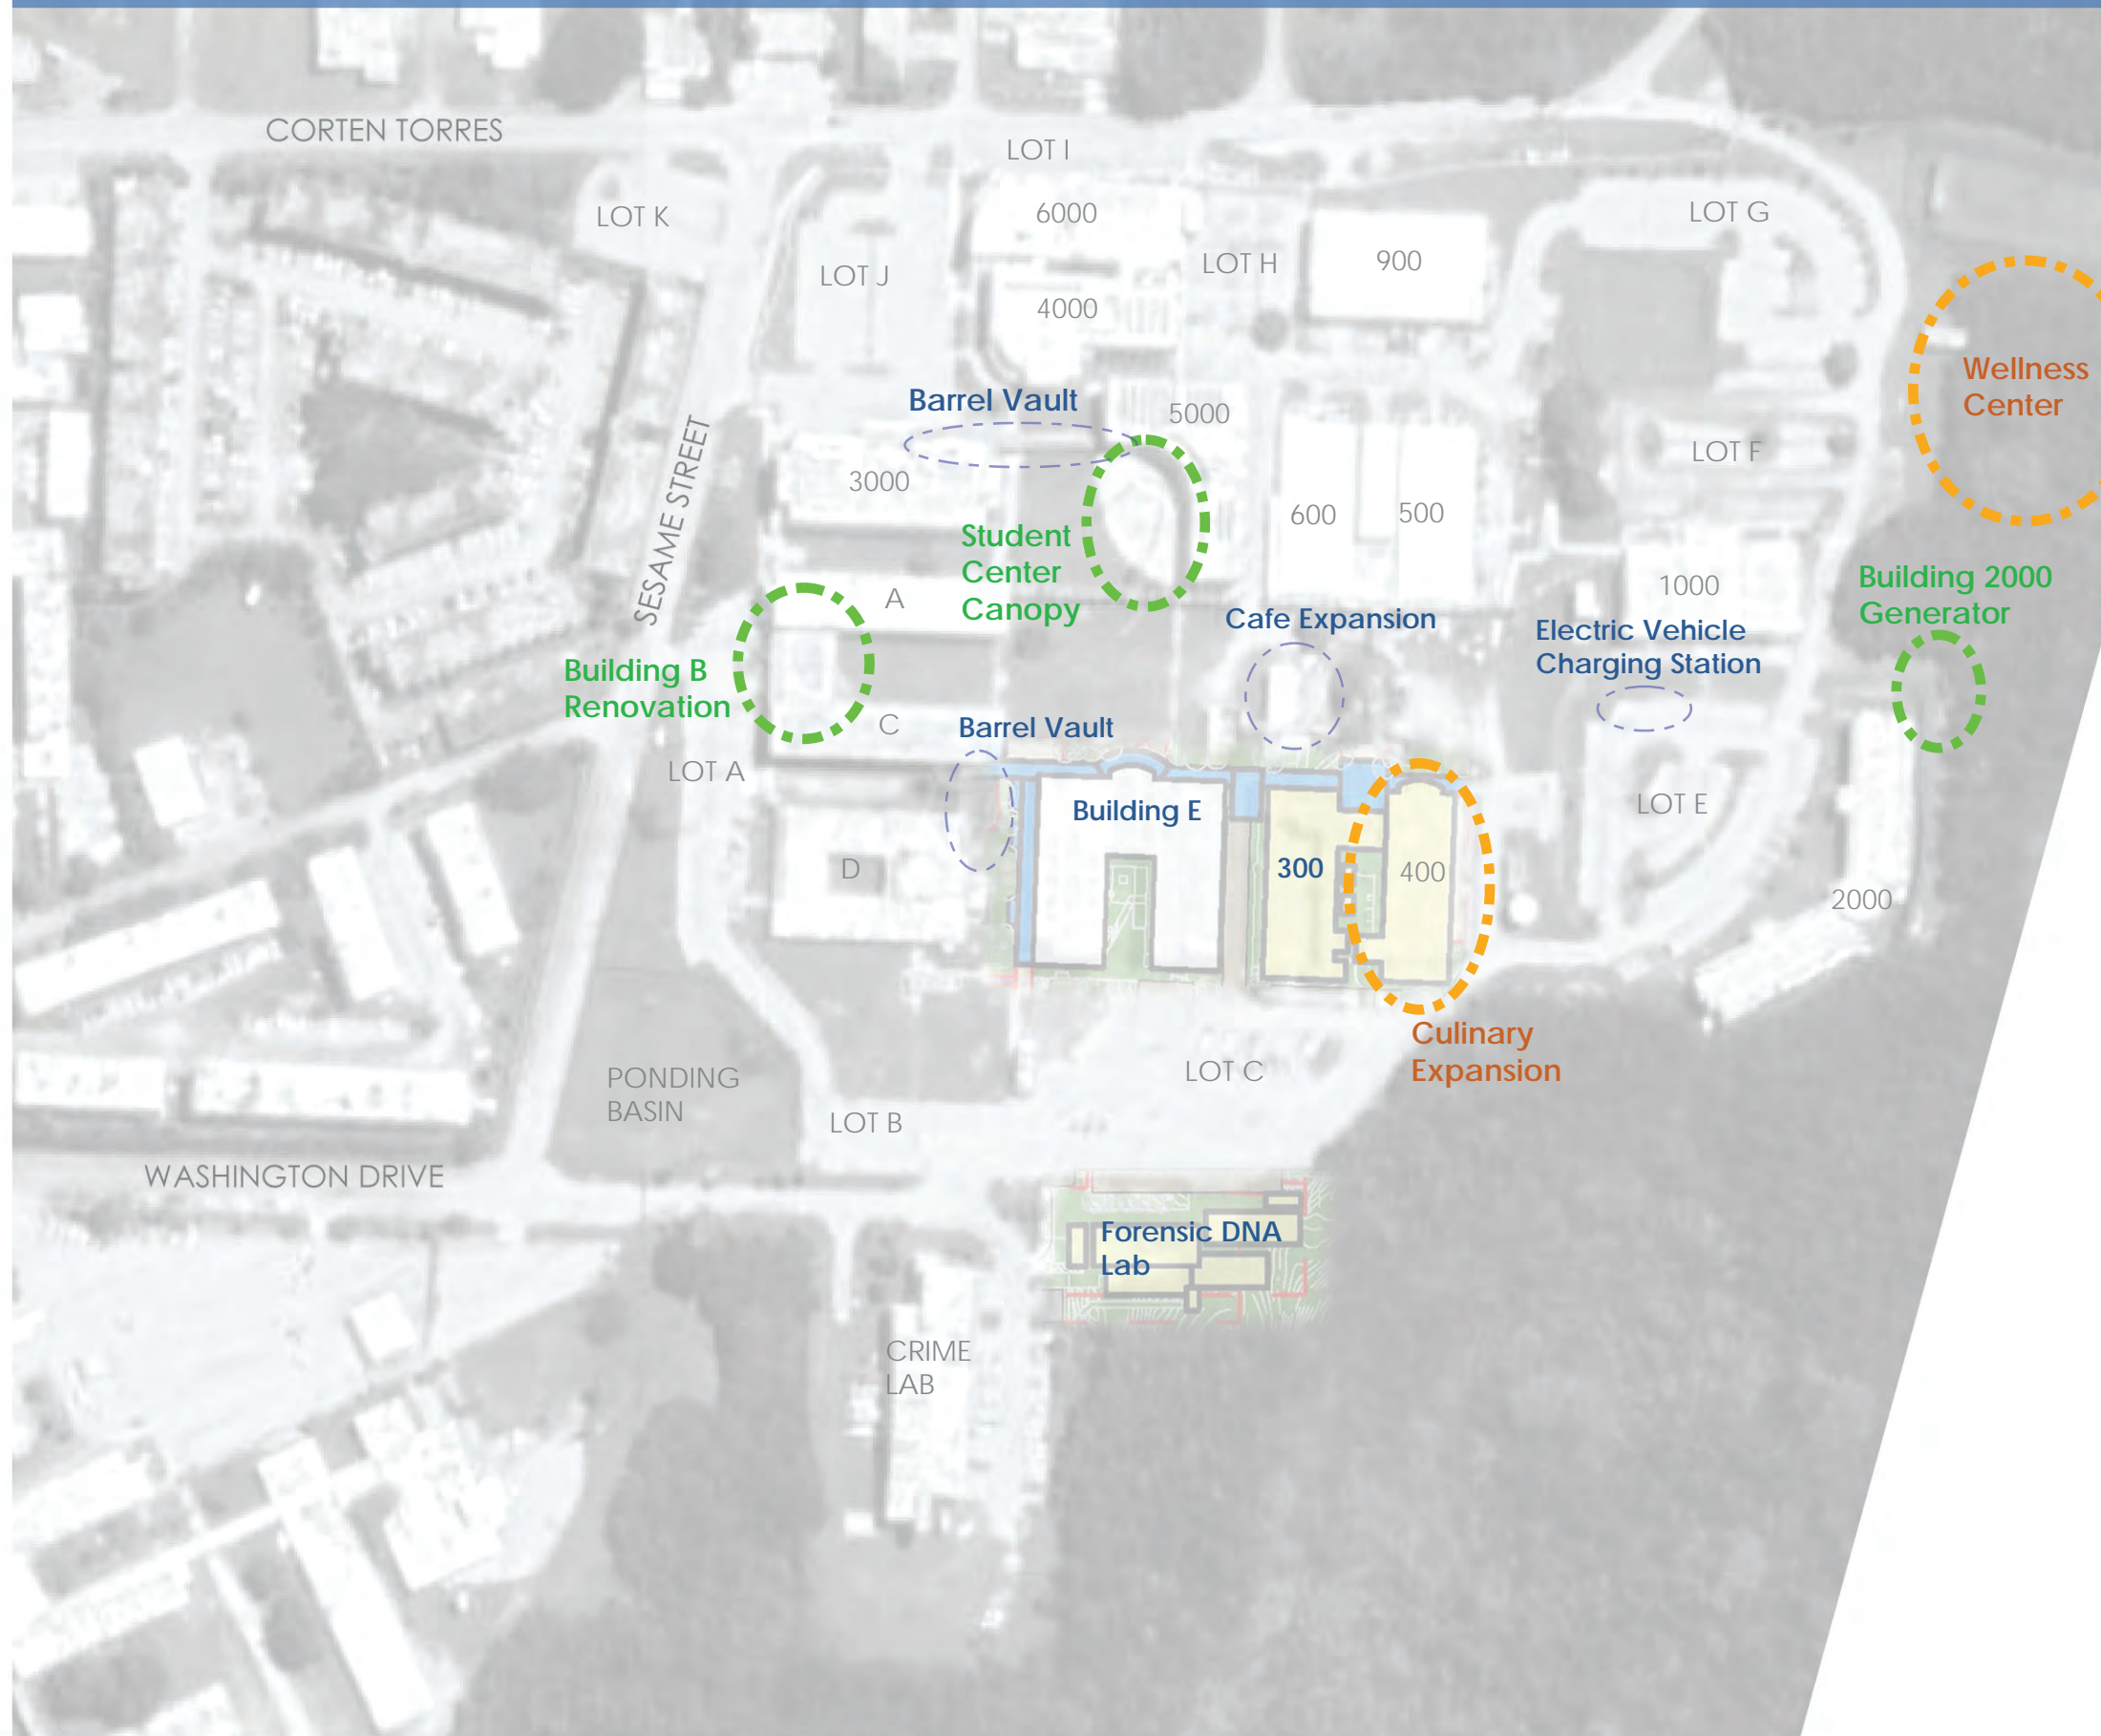 CORTEN TORRES
LOT I
LOT K
6000
LOT G
LOT J
LOT H
900
4000
Wellness
Center
Barrel Vault
5000
LOT F
3000
SESAME STREET
600
500
Student
Center
Canopy
A
1000
Building 2000
Generator
Cafe Expansion
Electric Vehicle
Charging Station
Building B
Renovation
C
Barrel Vault
LOT A
Building E
LOT E
D
300
400
2000
Culinary
Expansion
LOT C
PONDING
BASIN
LOT B
WASHINGTON DRIVE
Forensic DNA
Lab
CRIME
LAB